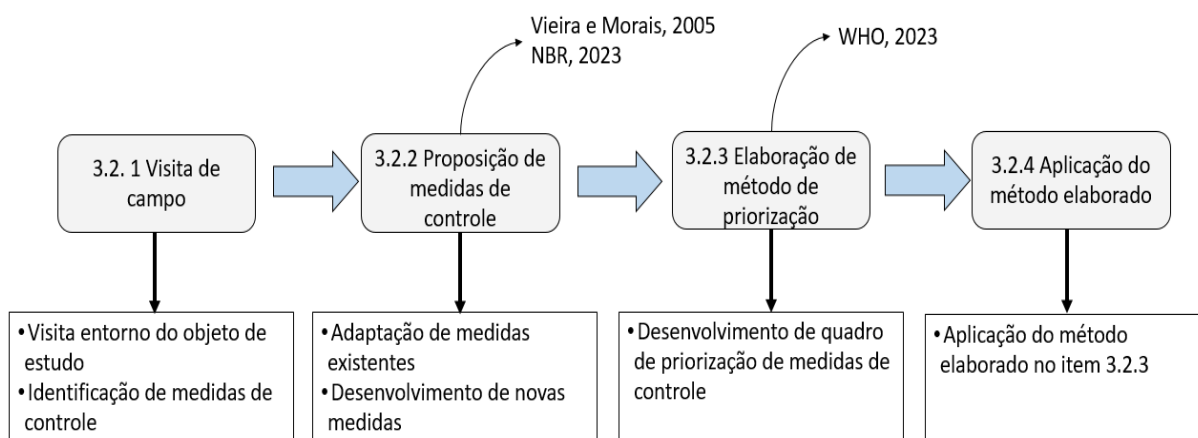 Vieira e Morais, 2005
NBR, 2023
WHO, 2023
3.2. 1 Visita de
campo
3.2.2 Proposição de
medidas de
controle
3.2.3 Elaboração de
método de
priorização
3.2.4 Aplicação do
método elaborado
•Visita entorno do objeto de
estudo
•Identificação de medidas de
controle
•Adaptação de medidas
existentes
•Desenvolvimento de novas
medidas
•Desenvolvimento de quadro
de priorização de medidas de
controle
•Aplicação do método
elaborado no item 3.2.3